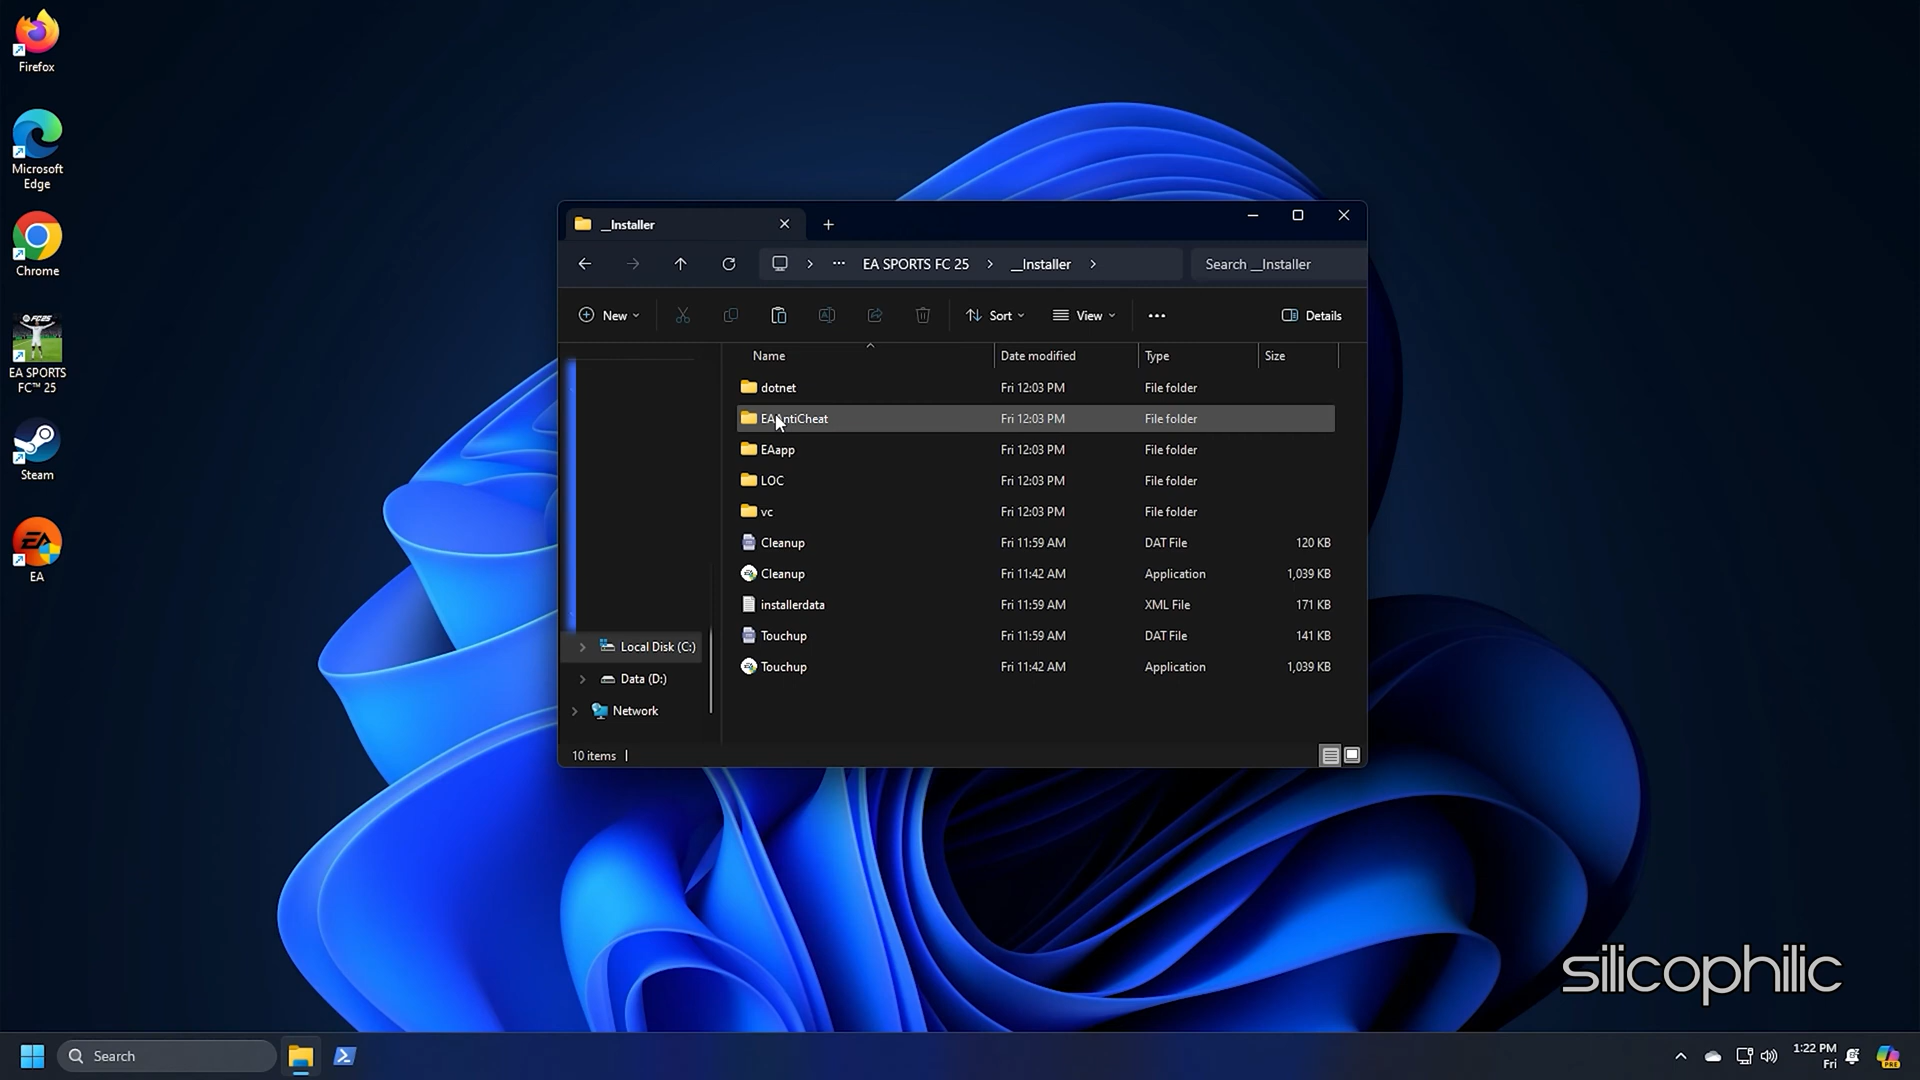 Firefox
Microsoft
Edge
Chrome
FC25
EA SPORTS
FC™ 25
Steam
EA
__Installer
EA SPORTS FC 25
__Installer
Search __Installer
New
Sort
View
Details
Name Date modified Type Size
dotnet Fri 12:03 PM File folder
EAAntiCheat Fri 12:03 PM File folder
EAapp Fri 12:03 PM File folder
LOC Fri 12:03 PM File folder
vc Fri 12:03 PM File folder
Cleanup Fri 11:59 AM DAT File 120 KB
Cleanup Fri 11:42 AM Application 1,039 KB
installerdata Fri 11:59 AM XML File 171 KB
Touchup Fri 11:59 AM DAT File 141 KB
Touchup Fri 11:42 AM Application 1,039 KB
Local Disk (C:)
Data (D:)
Network
10 items
silicophilic
Search
1:22 PM
Fri
PRE